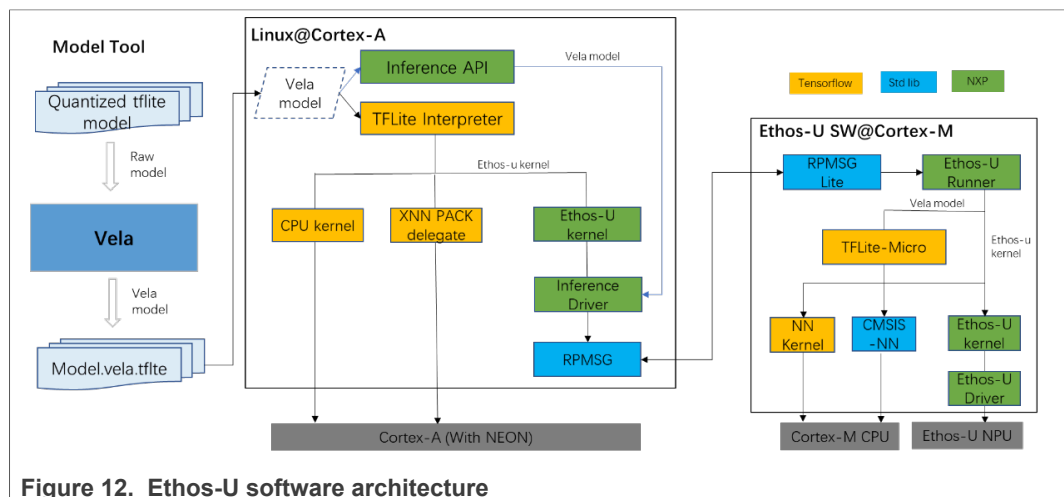 Model Tool
Quantized tflite
model
Raw
model
Vela
Vela
model
Model.vela.tflte
Linux@Cortex-A
Vela
model
Inference API
Vela model
TFLite Interpreter
Ethos-u kernel
CPU kernel
XNN PACK
delegate
Ethos-U
kernel
Inference
Driver
RPMSG
Cortex-A (With NEON)
Tensorflow
Std lib
NXP
Ethos-U SW@Cortex-M
RPMSG
Lite
Ethos-U
Runner
Vela model
TFLite-Micro
Ethos-u
kernel
NN
Kernel
CMSIS
-NN
Ethos-U
kernel
Ethos-U
Driver
Cortex-M CPU
Ethos-U NPU
Figure 12. Ethos-U software architecture